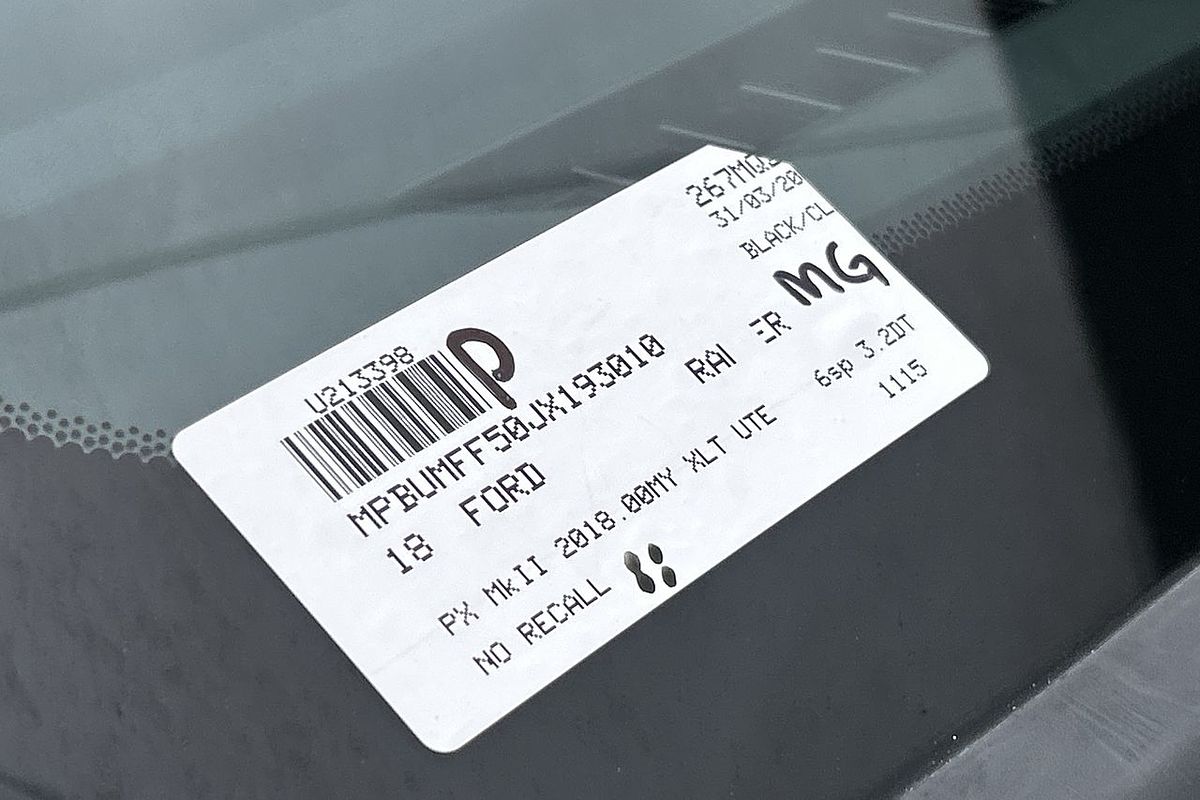 267MQ
31/03/20
BLACK/CL
MG
U213398
P
MPBUMFF50JX193010
18 FORD RAI ER
PX MkII 2018.00MY XLT UTE 6sp 3.2DT
NO RECALL 1115